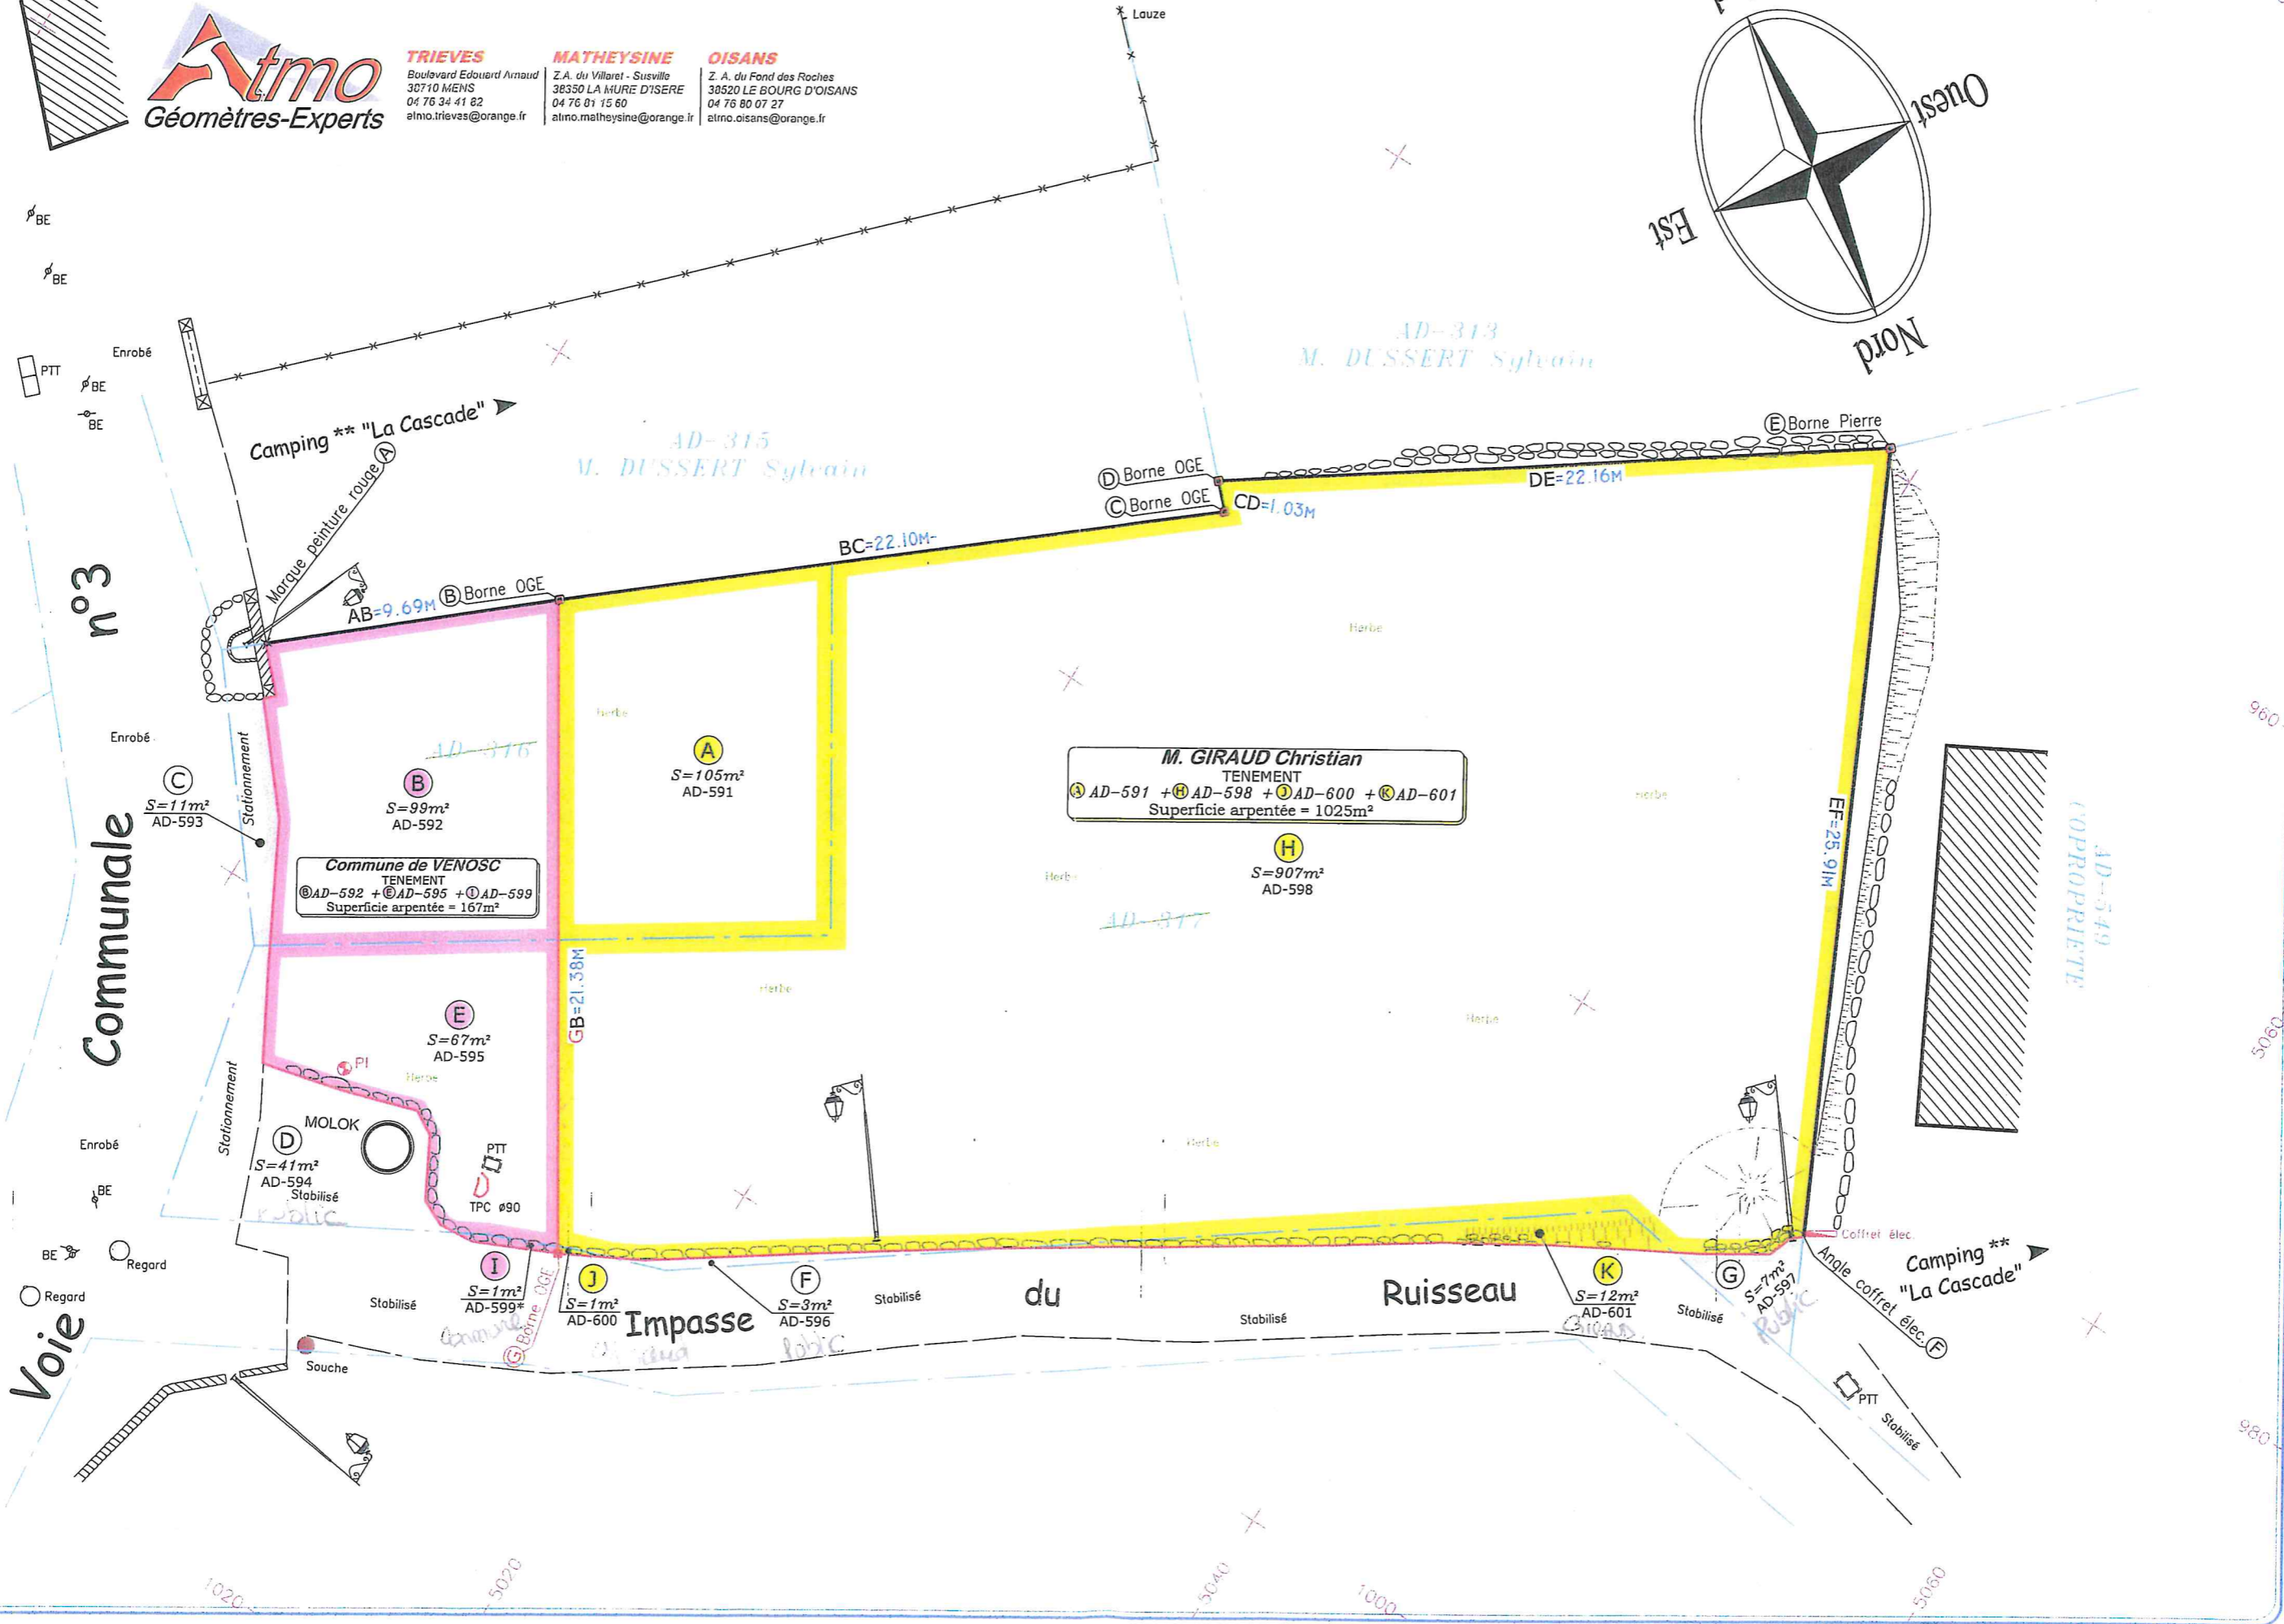 Atmo
Géomètres-Experts
TRIEVES
Boulevard Edouard Arnaud
38710 MENS
04 76 34 41 82
atmo.trieves@orange.fr
MATHEYSINE
Z.A. du Villaret - Susville
38350 LA MURE D'ISERE
04 76 81 15 60
atmo.matheysine@orange.fr
OISANS
Z. A. du Fond des Roches
38520 LE BOURG D'OISANS
04 76 80 07 27
atmo.oisans@orange.fr
Lauze
Ouest
Est
Nord
BE
BE
Enrobé
PTT
BE
BE
Camping ** "La Cascade"
Marque peinture rouge A
AD-315
M. DUSSERT Sylvain
AD-313
M. DUSSERT Sylvain
E Borne Pierre
D Borne OGE
C Borne OGE
CD=1.03M
DE=22.16M
BC=22.10M
B Borne OGE
AB=9.69M
Voie Communale n°3
Enrobé
Stationnement
C
S=11m²
AD-593
AD-316
B
S=99m²
AD-592
Commune de VENOSC
TENEMENT
B AD-592 + E AD-595 + I AD-599
Superficie arpentée = 167m²
Herbe
A
S=105m²
AD-591
Herbe
M. GIRAUD Christian
TENEMENT
A AD-591 + H AD-598 + J AD-600 + K AD-601
Superficie arpentée = 1025m²
H
S=907m²
AD-598
Herbe
Herbe
AD-317
EF=25.91M
AD-549
COPROPRIETE
960
5060
980
GB=21.38M
E
S=67m²
AD-595
PI
Herbe
Herbe
Herbe
Herbe
Stationnement
Enrobé
MOLOK
D
S=41m²
AD-594
Stabilisé
Public
PTT
TPC ø90
BE
BE
Regard
Regard
Souche
Stabilisé
I
S=1m²
AD-599*
Commune
G Borne OGE
J
S=1m²
AD-600
F
S=3m²
AD-596
Public
Stabilisé
Impasse du Ruisseau
Stabilisé
K
S=12m²
AD-601
GIRAUD
Stabilisé
G
S=7m²
AD-597
Public
Coffret élec.
Angle coffret élec. F
Camping **
"La Cascade"
PTT
Stabilisé
1020
5020
5040
1000
5060